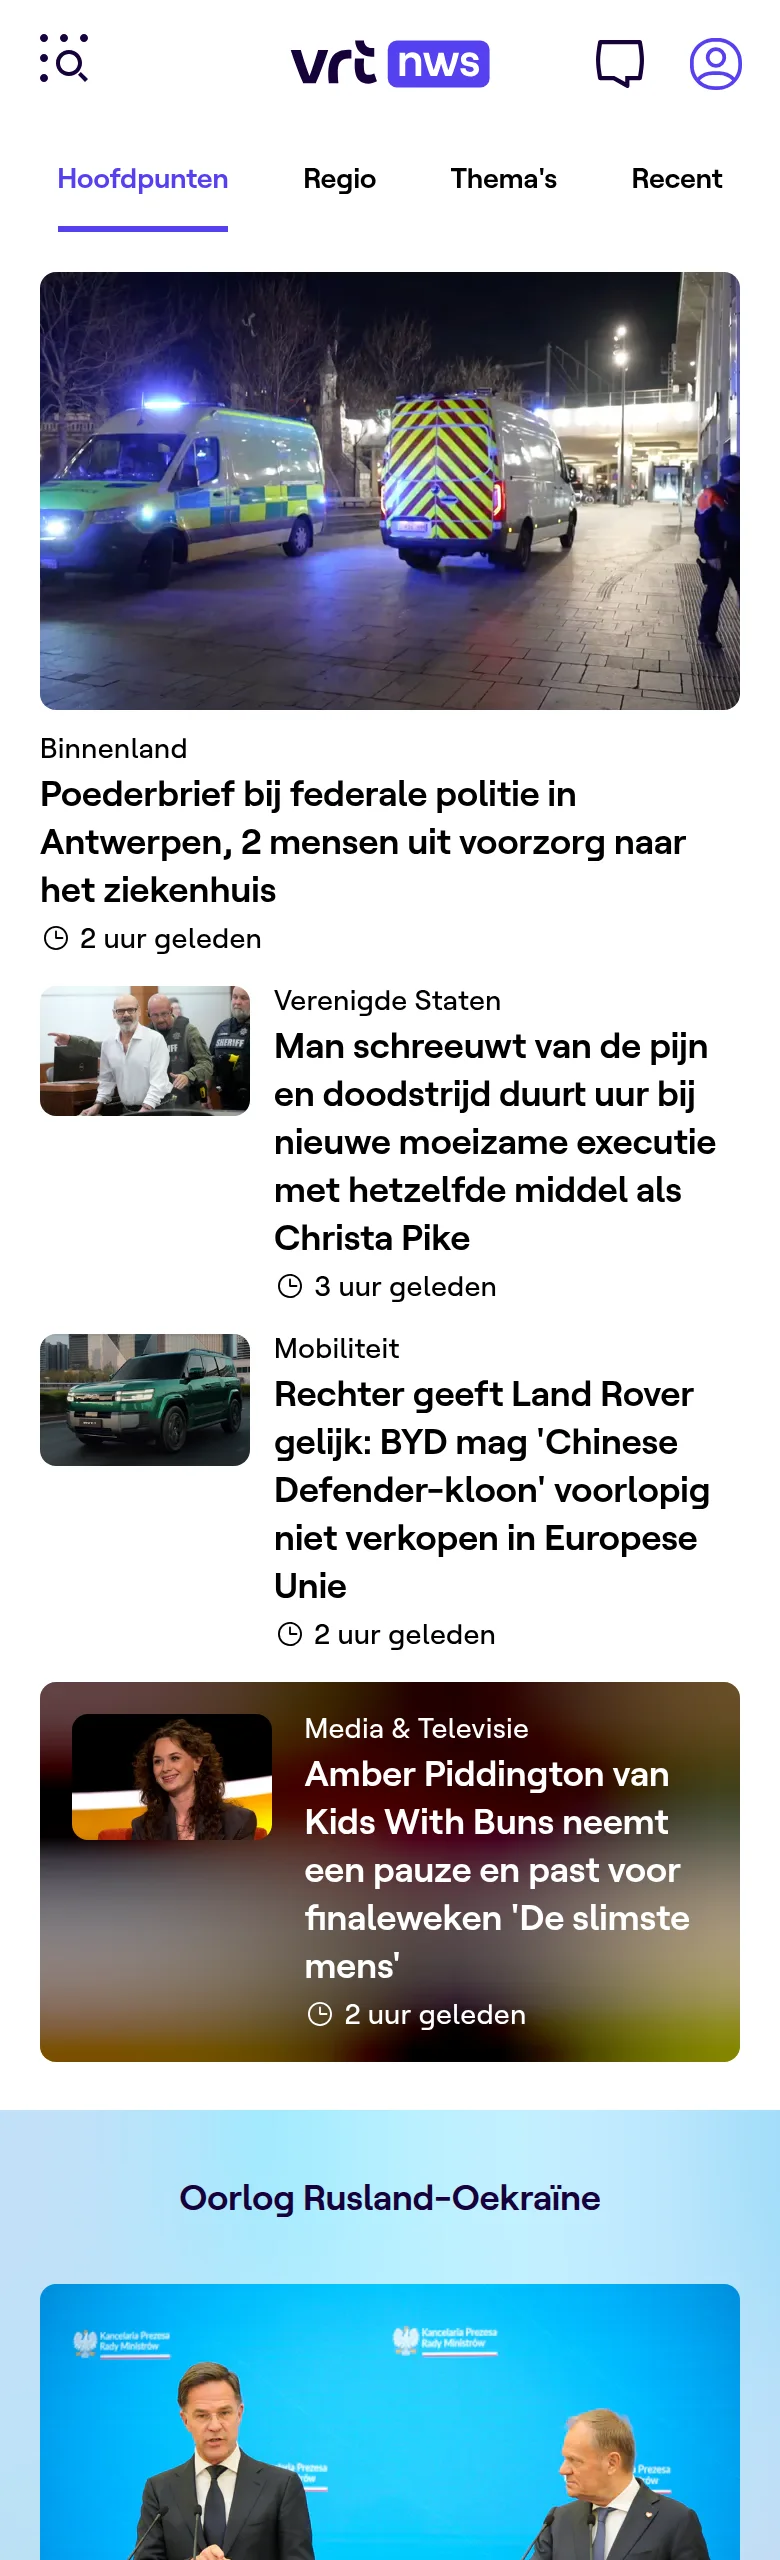 vrt nws
Hoofdpunten Regio Thema's Recent
Binnenland
Poederbrief bij federale politie in
Antwerpen, 2 mensen uit voorzorg naar
het ziekenhuis
2 uur geleden
SHERIFF
Verenigde Staten
Man schreeuwt van de pijn
en doodstrijd duurt uur bij
nieuwe moeizame executie
met hetzelfde middel als
Christa Pike
3 uur geleden
Mobiliteit
Rechter geeft Land Rover
gelijk: BYD mag 'Chinese
Defender-kloon' voorlopig
niet verkopen in Europese
Unie
2 uur geleden
Media & Televisie
Amber Piddington van
Kids With Buns neemt
een pauze en past voor
finaleweken 'De slimste
mens'
2 uur geleden
Oorlog Rusland-Oekraïne
Kancelaria Prezesa
Rady Ministrów
Kancelaria Prezesa
Rady Ministrów